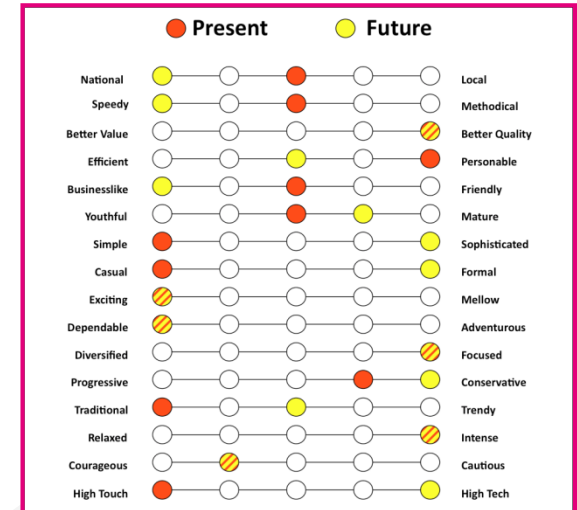 Present Future
National Local
Speedy Methodical
Better Value Better Quality
Efficient Personable
Businesslike Friendly
Youthful Mature
Simple Sophisticated
Casual Formal
Exciting Mellow
Dependable Adventurous
Diversified Focused
Progressive Conservative
Traditional Trendy
Relaxed Intense
Courageous Cautious
High Touch High Tech